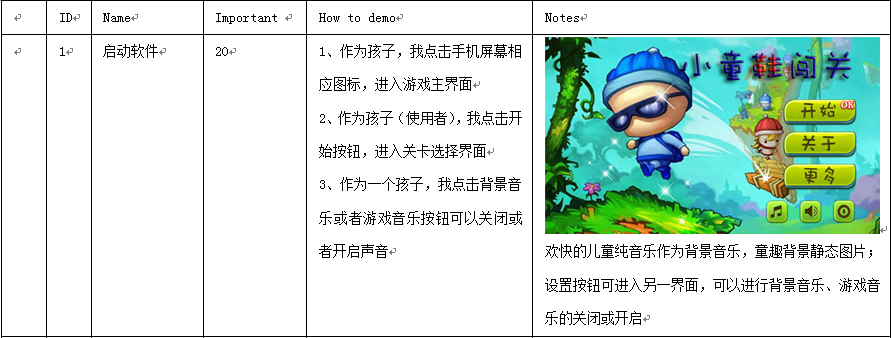 ID Name Important How to demo Notes
1 启动软件 20
1、作为孩子，我点击手机屏幕相
应图标，进入游戏主界面
2、作为孩子（使用者），我点击开
始按钮，进入关卡选择界面
3、作为一个孩子，我点击背景音
乐或者游戏音乐按钮可以关闭或
者开启声音
小童鞋闯关
开始 OK
关于
更多
欢快的儿童纯音乐作为背景音乐，童趣背景静态图片；
设置按钮可进入另一界面，可以进行背景音乐、游戏音
乐的关闭或开启